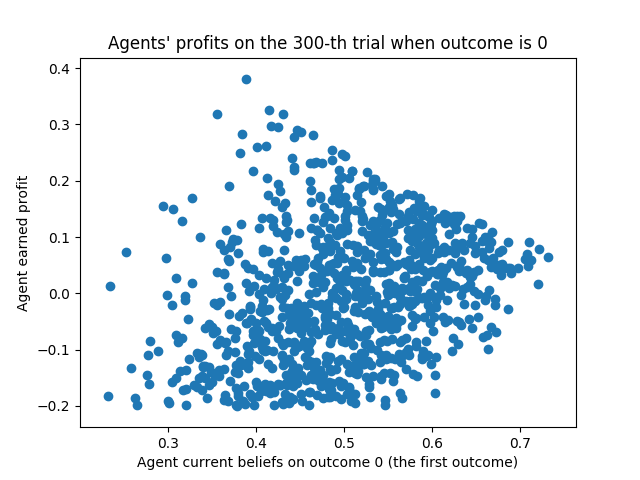 Agents' profits on the 300-th trial when outcome is 0
0.4
0.3
0.2
0.1
0.0
−0.1
−0.2
Agent earned profit
0.3 0.4 0.5 0.6 0.7
Agent current beliefs on outcome 0 (the first outcome)